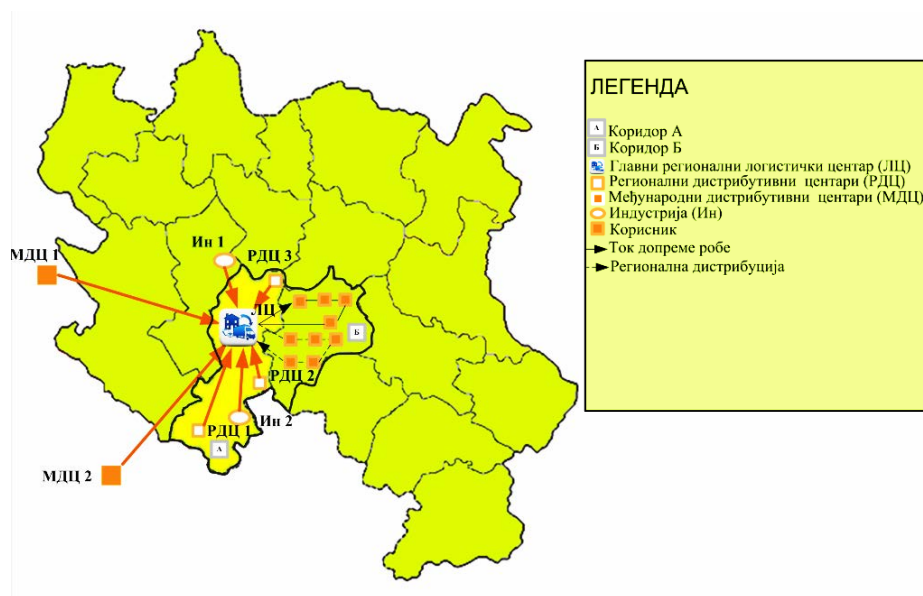 ЛЕГЕНДА
А Коридор А
Б Коридор Б
Главни регионални логистички центар (ЛЦ)
Регионални дистрибутивни центари (РДЦ)
Међународни дистрибутивни центари (МДЦ)
Индустрија (Ин)
Корисник
Ток допреме робе
Регионална дистрибуција
Ин 1
МДЦ 1
РДЦ 3
ЛЦ
Б
РДЦ 2
Ин 2
РДЦ 1
А
МДЦ 2